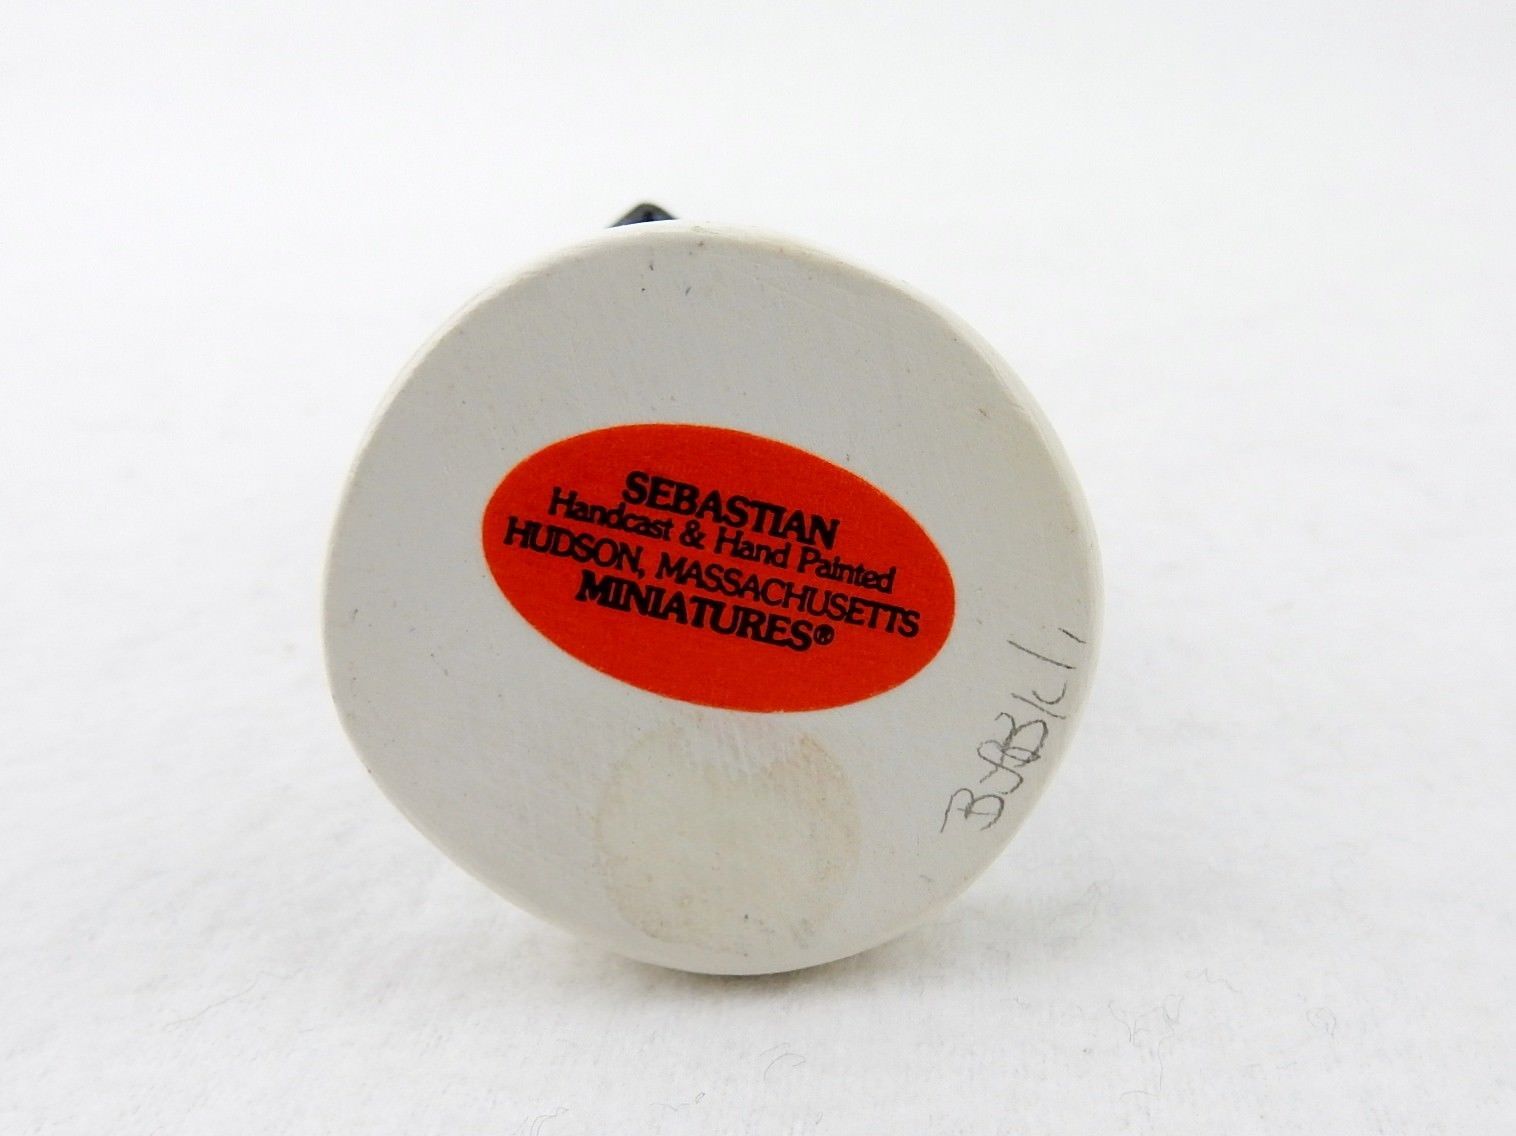 SEBASTIAN
Handcast & Hand Painted
HUDSON, MASSACHUSETTS
MINIATURES®